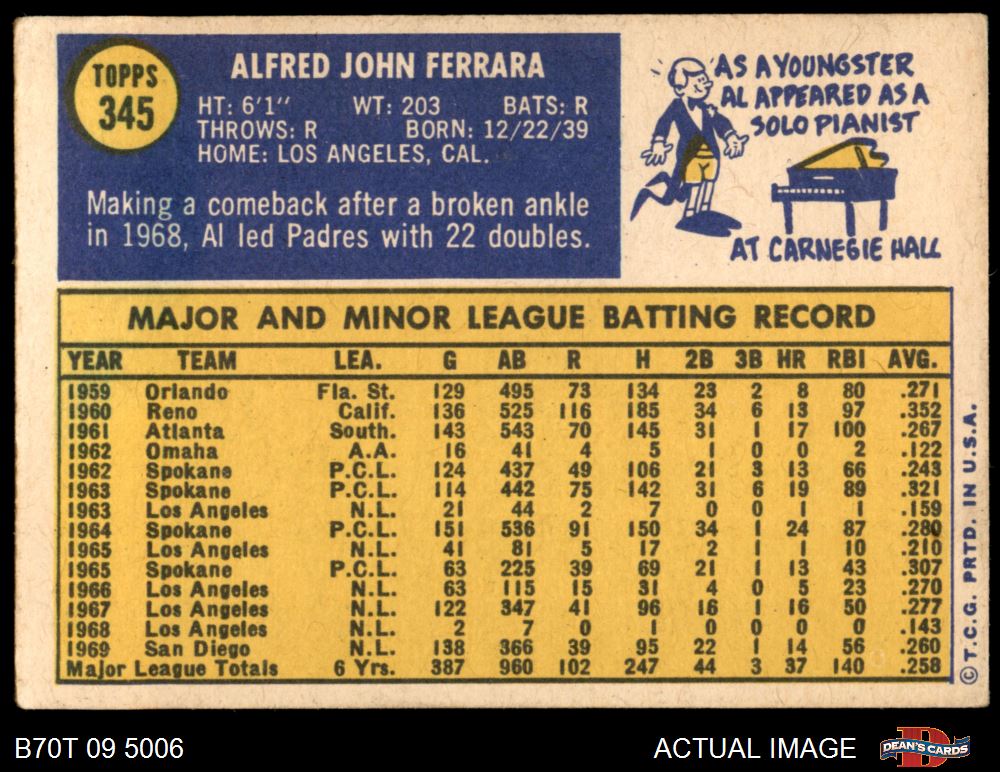 TOPPS
345
ALFRED JOHN FERRARA
HT: 6'1" WT: 203 BATS: R
THROWS: R BORN: 12/22/39
HOME: LOS ANGELES, CAL.
Making a comeback after a broken ankle
in 1968, Al led Padres with 22 doubles.
AS A YOUNGSTER
AL APPEARED AS A
SOLO PIANIST
AT CARNEGIE HALL
MAJOR AND MINOR LEAGUE BATTING RECORD
YEAR TEAM LEA. G AB R H 2B 3B HR RBI AVG.
1959 Orlando Fla. St. 129 495 73 134 23 2 8 80 .271
1960 Reno Calif. 136 525 116 185 34 6 13 97 .352
1961 Atlanta South. 143 543 70 145 31 1 17 100 .267
1962 Omaha A.A. 16 41 4 5 1 0 0 2 .122
1962 Spokane P.C.L. 124 437 49 106 21 3 13 66 .243
1963 Spokane P.C.L. 114 442 75 142 31 6 19 89 .321
1963 Los Angeles N.L. 21 44 2 7 0 0 1 1 .159
1964 Spokane P.C.L. 151 536 91 150 34 1 24 87 .280
1965 Los Angeles N.L. 41 81 5 17 2 1 1 10 .210
1965 Spokane P.C.L. 63 225 39 69 21 1 13 43 .307
1966 Los Angeles N.L. 63 115 15 31 4 0 5 23 .270
1967 Los Angeles N.L. 122 347 41 96 16 1 16 50 .277
1968 Los Angeles N.L. 2 7 0 1 0 0 0 0 .143
1969 San Diego N.L. 138 366 39 95 22 1 14 56 .260
Major League Totals 6 Yrs. 387 960 102 247 44 3 37 140 .258
© T.C.G. PRTD. IN U.S.A.
B70T 09 5006
ACTUAL IMAGE
D
DEAN'S CARDS